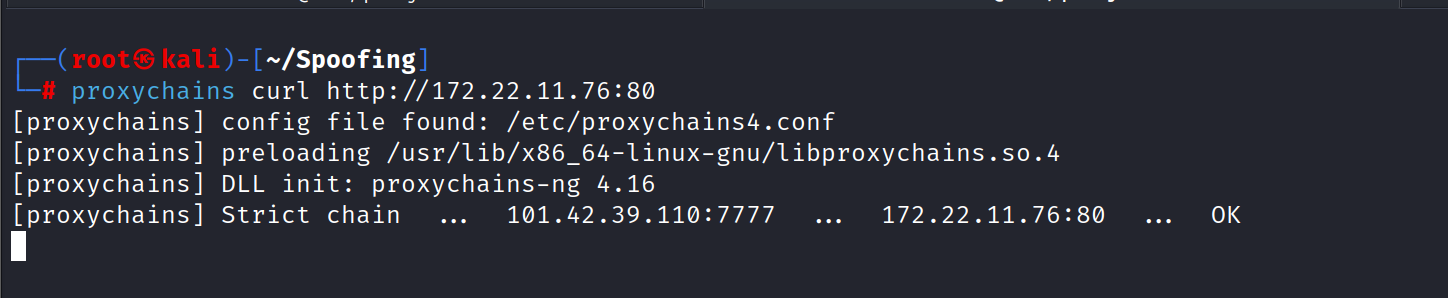 ┌──(root㉿kali)-[~/Spoofing]
└─# proxychains curl http://172.22.11.76:80
[proxychains] config file found: /etc/proxychains4.conf
[proxychains] preloading /usr/lib/x86_64-linux-gnu/libproxychains.so.4
[proxychains] DLL init: proxychains-ng 4.16
[proxychains] Strict chain  ...  101.42.39.110:7777  ...  172.22.11.76:80  ...  OK